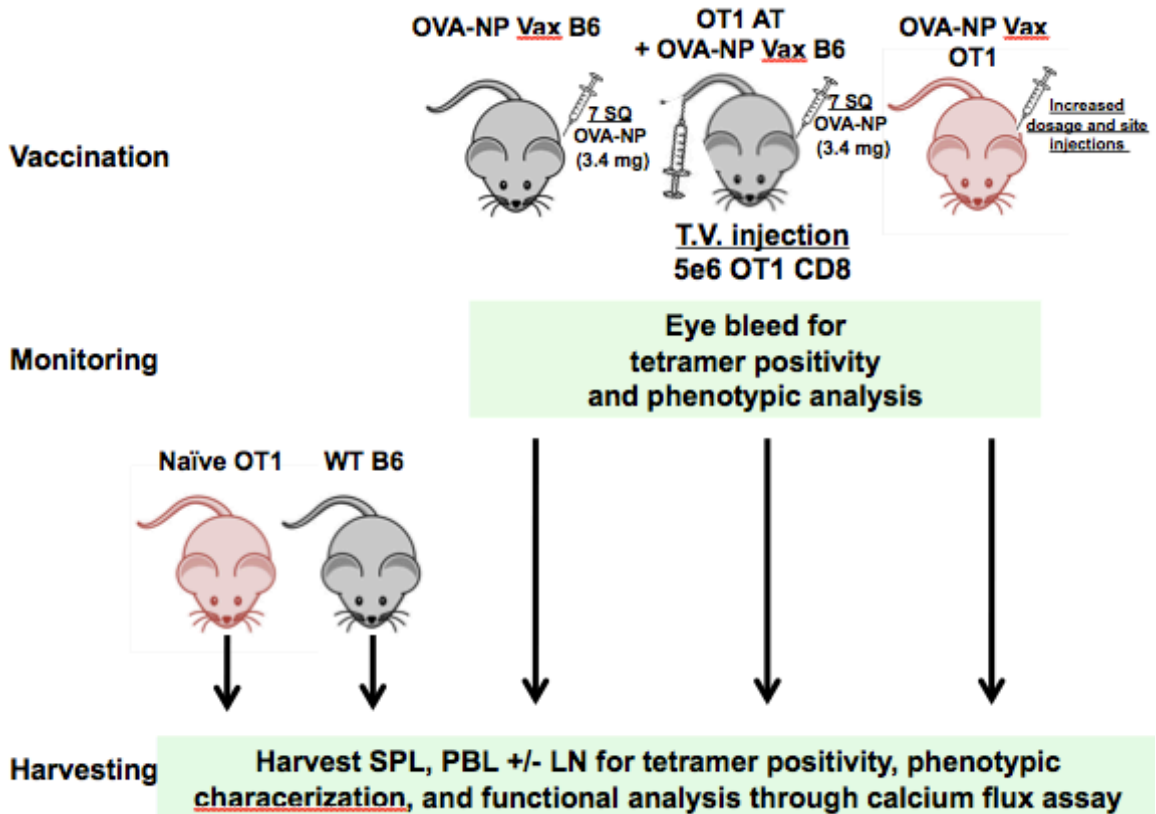 OVA-NP Vax B6
OT1 AT
+ OVA-NP Vax B6
OVA-NP Vax
OT1
Vaccination
7 SQ
OVA-NP
(3.4 mg)
7 SQ
OVA-NP
(3.4 mg)
Increased
dosage and site
injections
T.V. injection
5e6 OT1 CD8
Monitoring
Eye bleed for
tetramer positivity
and phenotypic analysis
Naïve OT1
WT B6
Harvesting
Harvest SPL, PBL +/- LN for tetramer positivity, phenotypic
characerization, and functional analysis through calcium flux assay